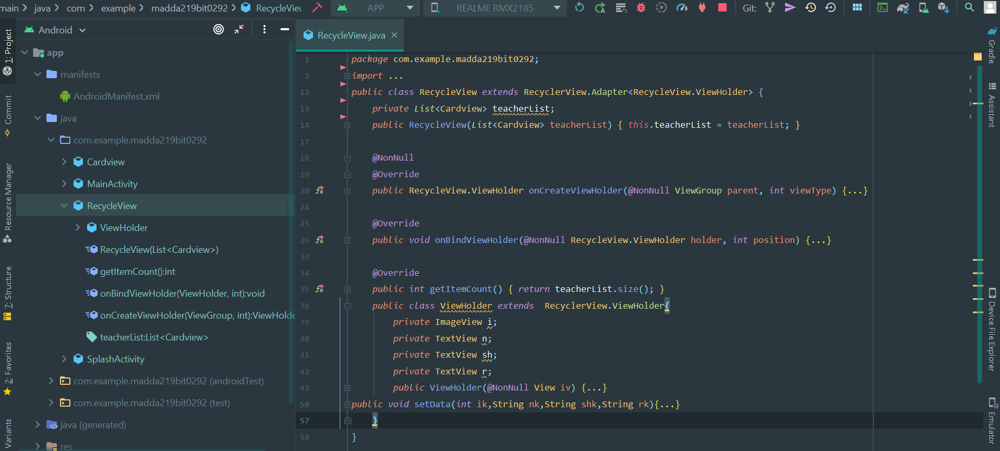 main java com example madda219bit0292 RecycleView APP REALME RMX2185 Git:
Android
RecycleView.java
1: Project
Commit
Resource Manager
7: Structure
2: Favorites
Variants
app
manifests
AndroidManifest.xml
java
com.example.madda219bit0292
Cardview
MainActivity
RecycleView
ViewHolder
RecycleView(List<Cardview>)
getItemCount():int
onBindViewHolder(ViewHolder, int):void
onCreateViewHolder(ViewGroup, int):ViewHolde
teacherList:List<Cardview>
SplashActivity
com.example.madda219bit0292 (androidTest)
com.example.madda219bit0292 (test)
java (generated)
res
1 package com.example.madda219bit0292;
2 import ...
12 public class RecycleView extends RecyclerView.Adapter<RecycleView.ViewHolder> {
13 private List<Cardview> teacherList;
14 public RecycleView(List<Cardview> teacherList) { this.teacherList = teacherList; }
17
18 @NonNull
19 @Override
20 public RecycleView.ViewHolder onCreateViewHolder(@NonNull ViewGroup parent, int viewType) {...}
24
25 @Override
26 public void onBindViewHolder(@NonNull RecycleView.ViewHolder holder, int position) {...}
33
34 @Override
35 public int getItemCount() { return teacherList.size(); }
38 public class ViewHolder extends RecyclerView.ViewHolder{
39 private ImageView i;
40 private TextView n;
41 private TextView sh;
42 private TextView r;
43 public ViewHolder(@NonNull View iv) {...}
50 public void setData(int ik,String nk,String shk,String rk){...}
57 }
58 }
Gradle
Assistant
Device File Explorer
Emulator